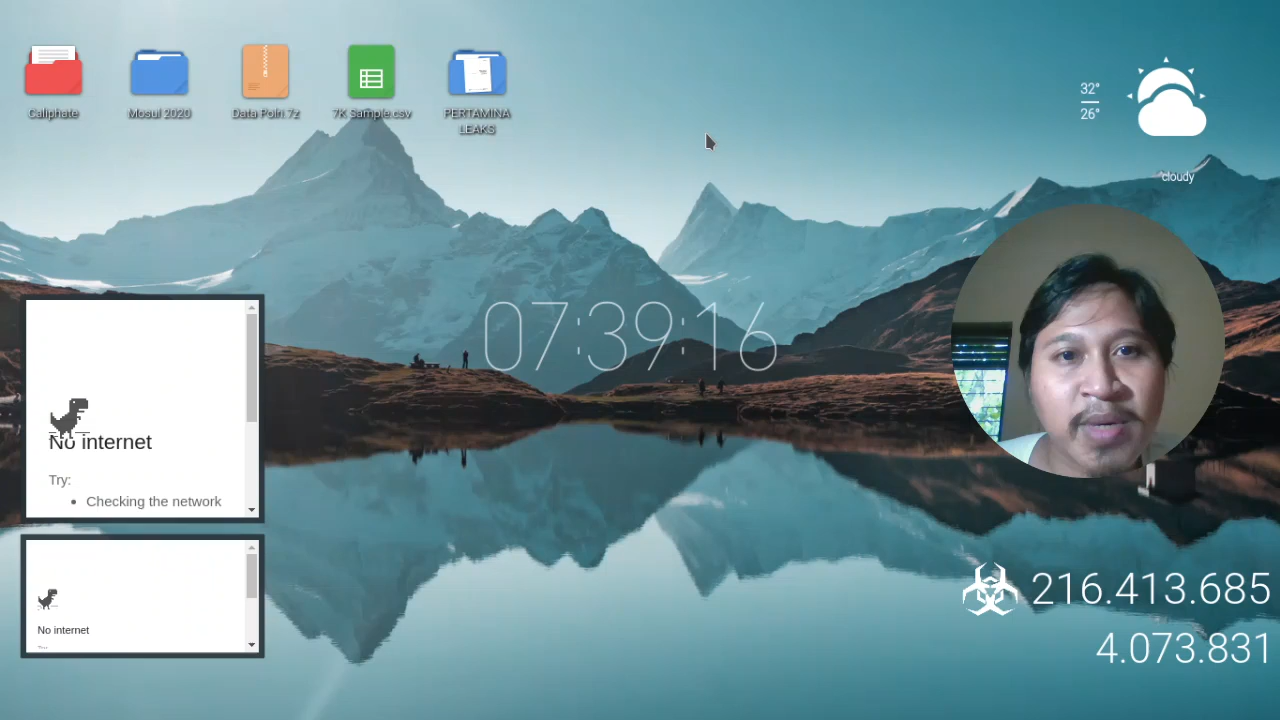 Caliphate
Mosul 2020
Data Polri.7z
7K Sample.csv
PERTAMINA
LEAKS
32°
26°
cloudy
07:39:16
No internet
Try:
Checking the network
No internet
Try:
216.413.685
4.073.831